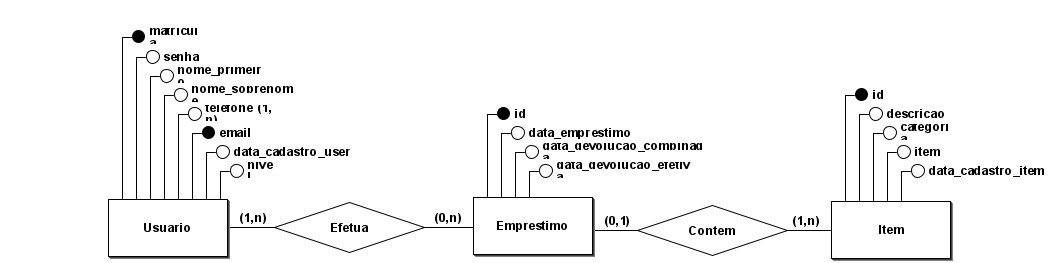 matricul
a
senha
nome_primeir
o
nome_sobrenom
e
telefone (1,
n)
email
data_cadastro_user
nive
l
id
data_emprestimo
data_devolucao_combinad
a
data_devolucao_efetiv
a
id
descricao
categori
a
item
data_cadastro_item
Usuario
(1,n)
Efetua
(0,n)
Emprestimo
(0,1)
Contem
(1,n)
Item